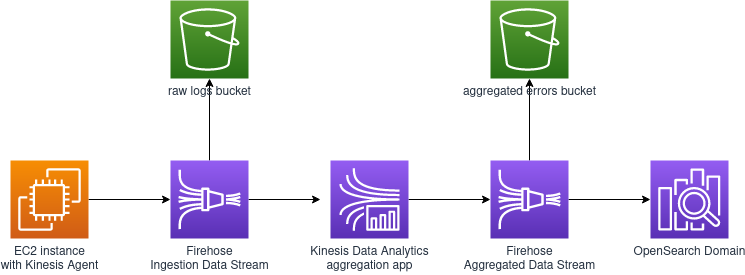 raw logs bucket
aggregated errors bucket
EC2 instance
with Kinesis Agent
Firehose
Ingestion Data Stream
Kinesis Data Analytics
aggregation app
Firehose
Aggregated Data Stream
OpenSearch Domain